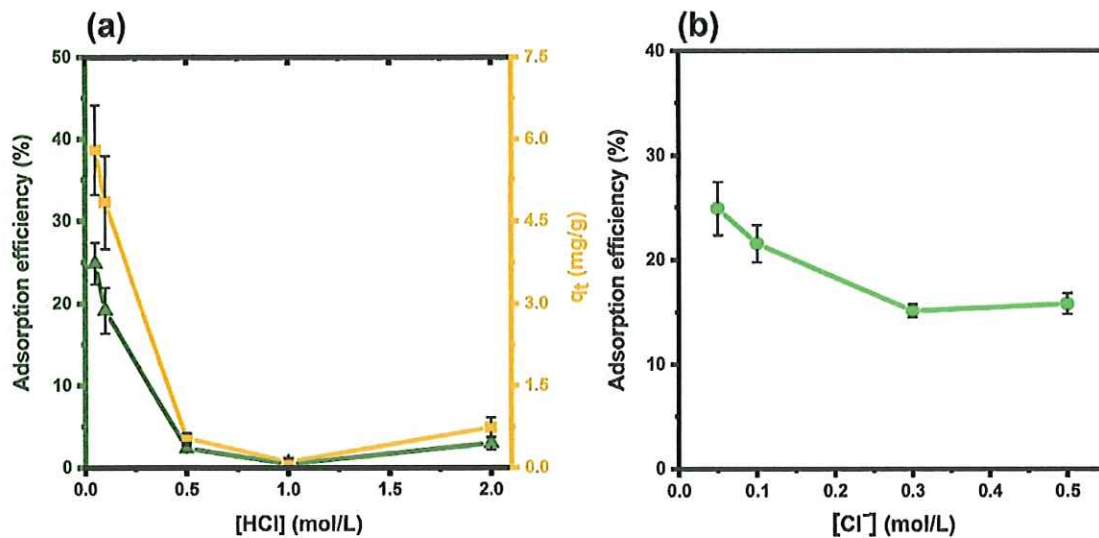 (a)
50
40
30
20
10
0
Adsorption efficiency (%)
7.5
6.0
4.5
3.0
1.5
0.0
qt (mg/g)
0.0 0.5 1.0 1.5 2.0
[HCl] (mol/L)
(b)
40
30
20
10
0
Adsorption efficiency (%)
0.0 0.1 0.2 0.3 0.4 0.5
[Cl⁻] (mol/L)